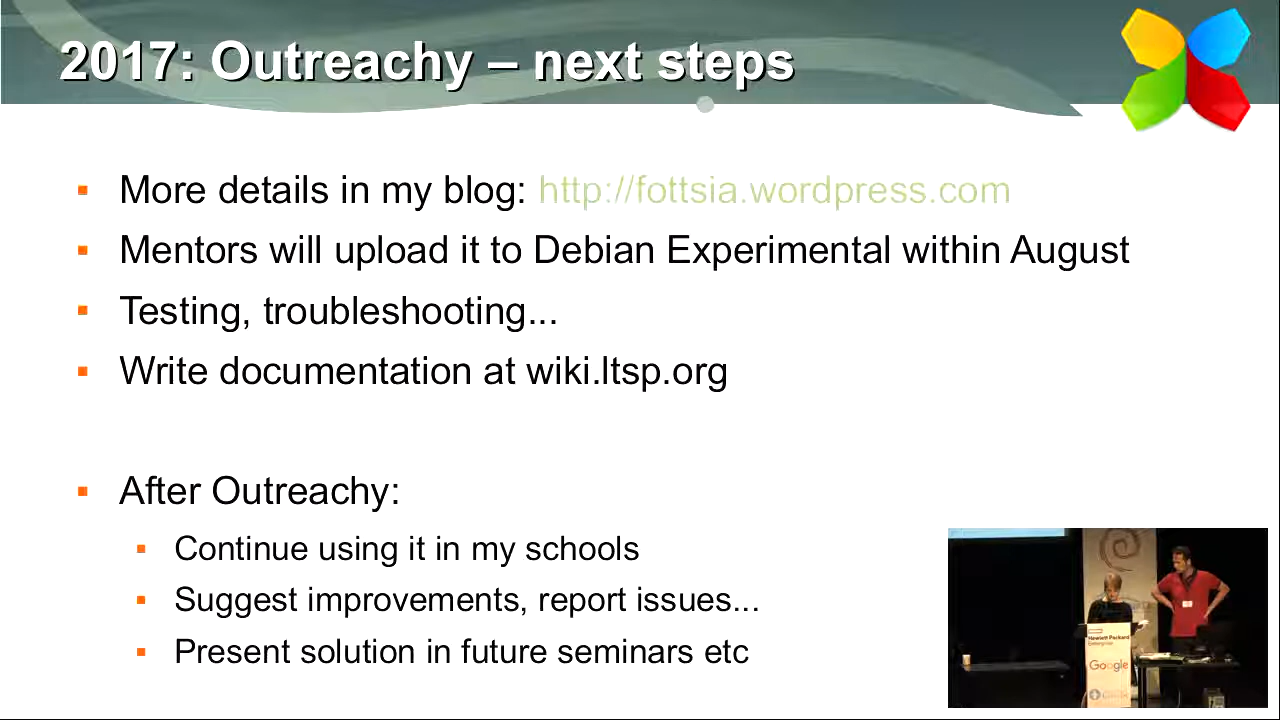 2017: Outreachy – next steps
More details in my blog: http://fottsia.wordpress.com
Mentors will upload it to Debian Experimental within August
Testing, troubleshooting...
Write documentation at wiki.ltsp.org
After Outreachy:
Continue using it in my schools
Suggest improvements, report issues...
Present solution in future seminars etc
Hewlett Packard
Google